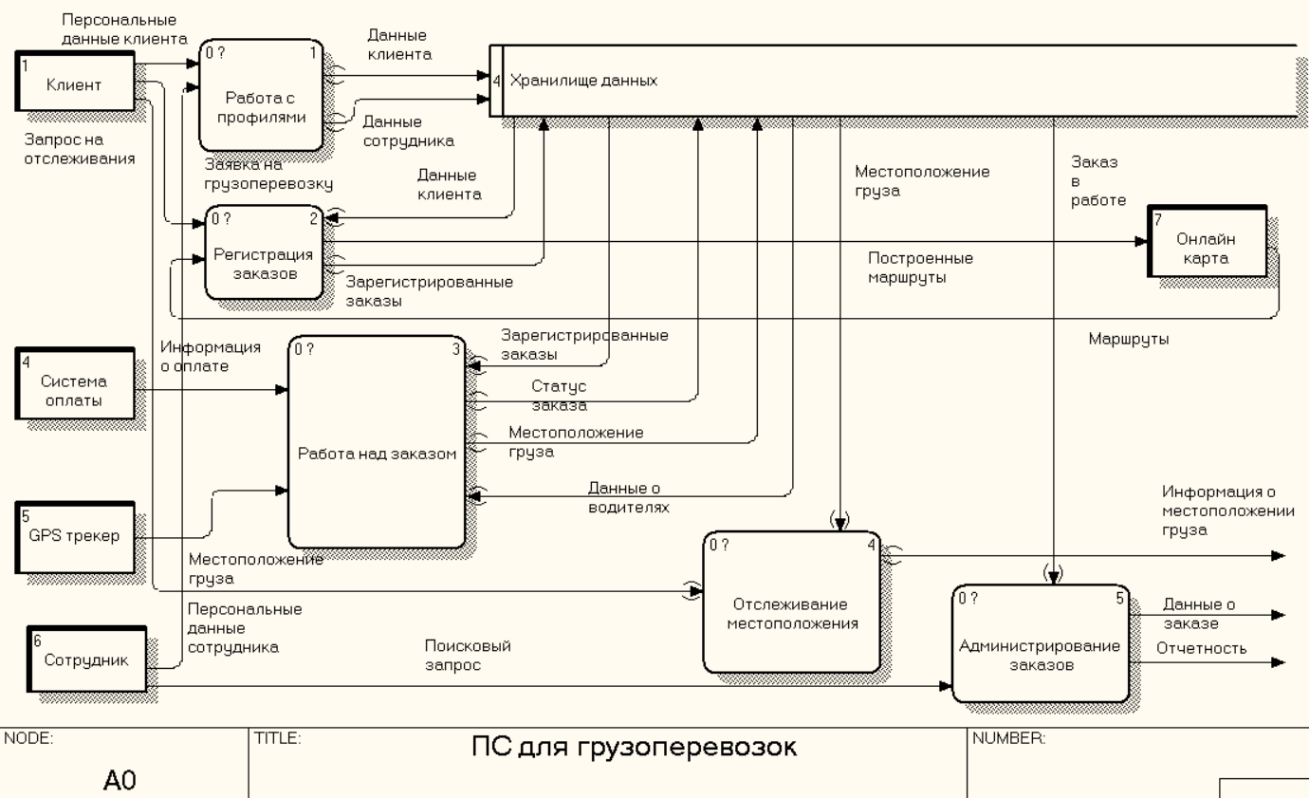 Персональные
данные клиента
1
Клиент
0 ?
1
Работа с
профилями
Данные
клиента
4
Хранилище данных
Данные
сотрудника
Запрос на
отслеживания
Заявка на
грузоперевозку
Данные
клиента
Местоположение
груза
Заказ
в
работе
0 ?
2
Регистрация
заказов
7
Онлайн
карта
Построенные
маршруты
Зарегистрированные
заказы
Маршруты
Информация
о оплате
4
Система
оплаты
0 ?
3
Работа над заказом
Зарегистрированные
заказы
Статус
заказа
Местоположение
груза
Данные о
водителях
5
GPS трекер
Местоположение
груза
Информация о
местоположении
груза
0 ?
4
Отслеживание
местоположения
0 ?
5
Администрирование
заказов
Данные о
заказе
Отчетность
Персональные
данные
сотрудника
6
Сотрудник
Поисковый
запрос
NODE:
A0
TITLE:
ПС для грузоперевозок
NUMBER: